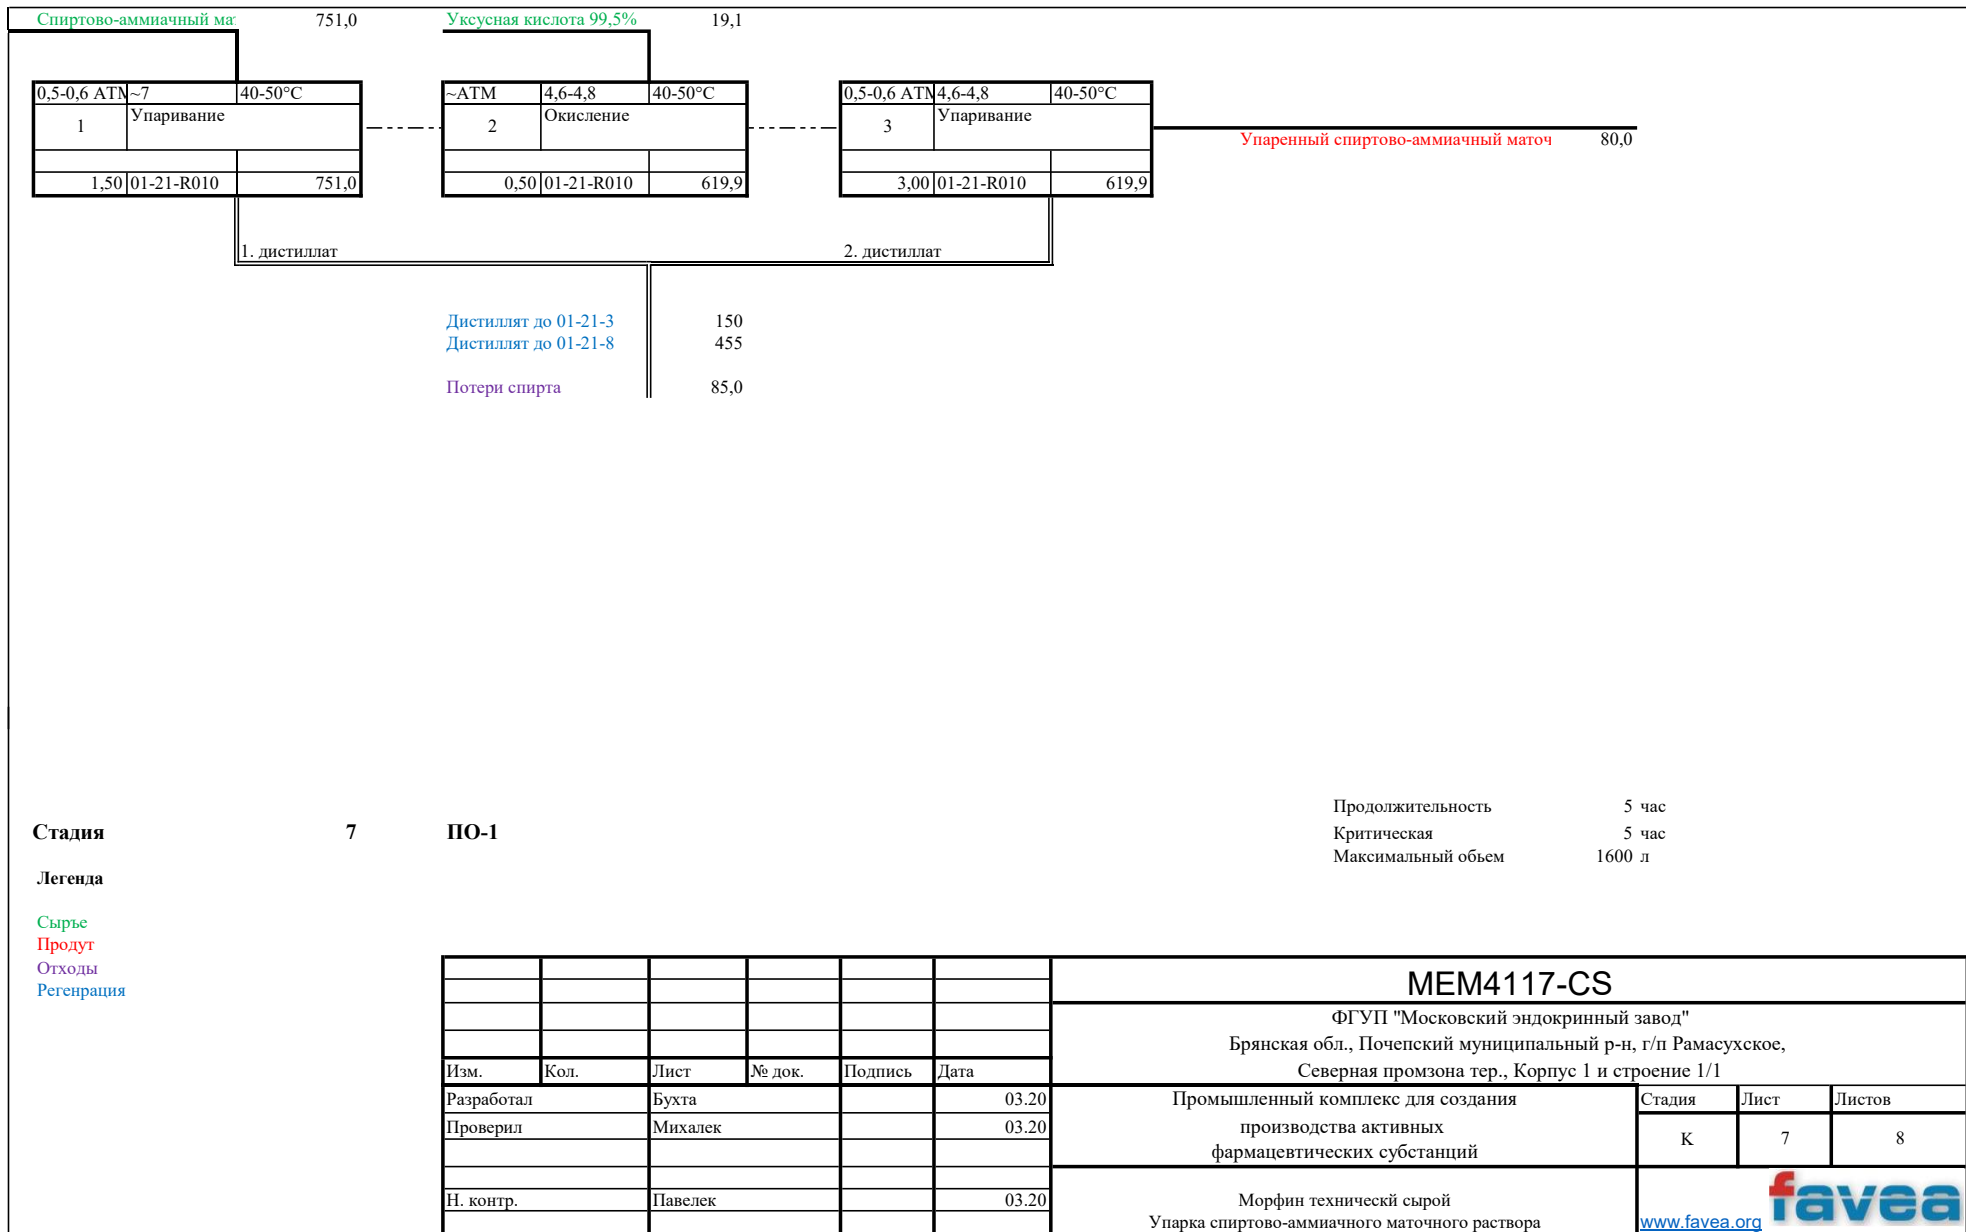 Спиртово-аммиачный мат 751,0 Уксусная кислота 99,5% 19,1
0,5-0,6 АТМ ~7 40-50°C ~АТМ 4,6-4,8 40-50°C 0,5-0,6 АТМ 4,6-4,8 40-50°C
1 Упаривание 2 Окисление 3 Упаривание
Упаренный спиртово-аммиачный маточ 80,0
1,50 01-21-R010 751,0 0,50 01-21-R010 619,9 3,00 01-21-R010 619,9
1. дистиллат 2. дистиллат
Дистиллят до 01-21-3 150
Дистиллят до 01-21-8 455
Потери спирта 85,0
Продолжительность 5 час
Стадия 7 ПО-1 Критическая 5 час
Максимальный обьем 1600 л
Легенда
Сырье
Продут
Отходы
Регенрация
MEM4117-CS
ФГУП "Московский эндокринный завод"
Брянская обл., Почепский муниципальный р-н, г/п Рамасухское,
Изм. Кол. Лист № док. Подпись Дата Северная промзона тер., Корпус 1 и строение 1/1
Разработал Бухта 03.20 Промышленный комплекс для создания Стадия Лист Листов
Проверил Михалек 03.20 производства активных К 7 8
фармацевтических субстанций
Н. контр. Павелек 03.20 Морфин техническй сырой
Упарка спиртово-аммиачного маточного раствора www.favea.org favea